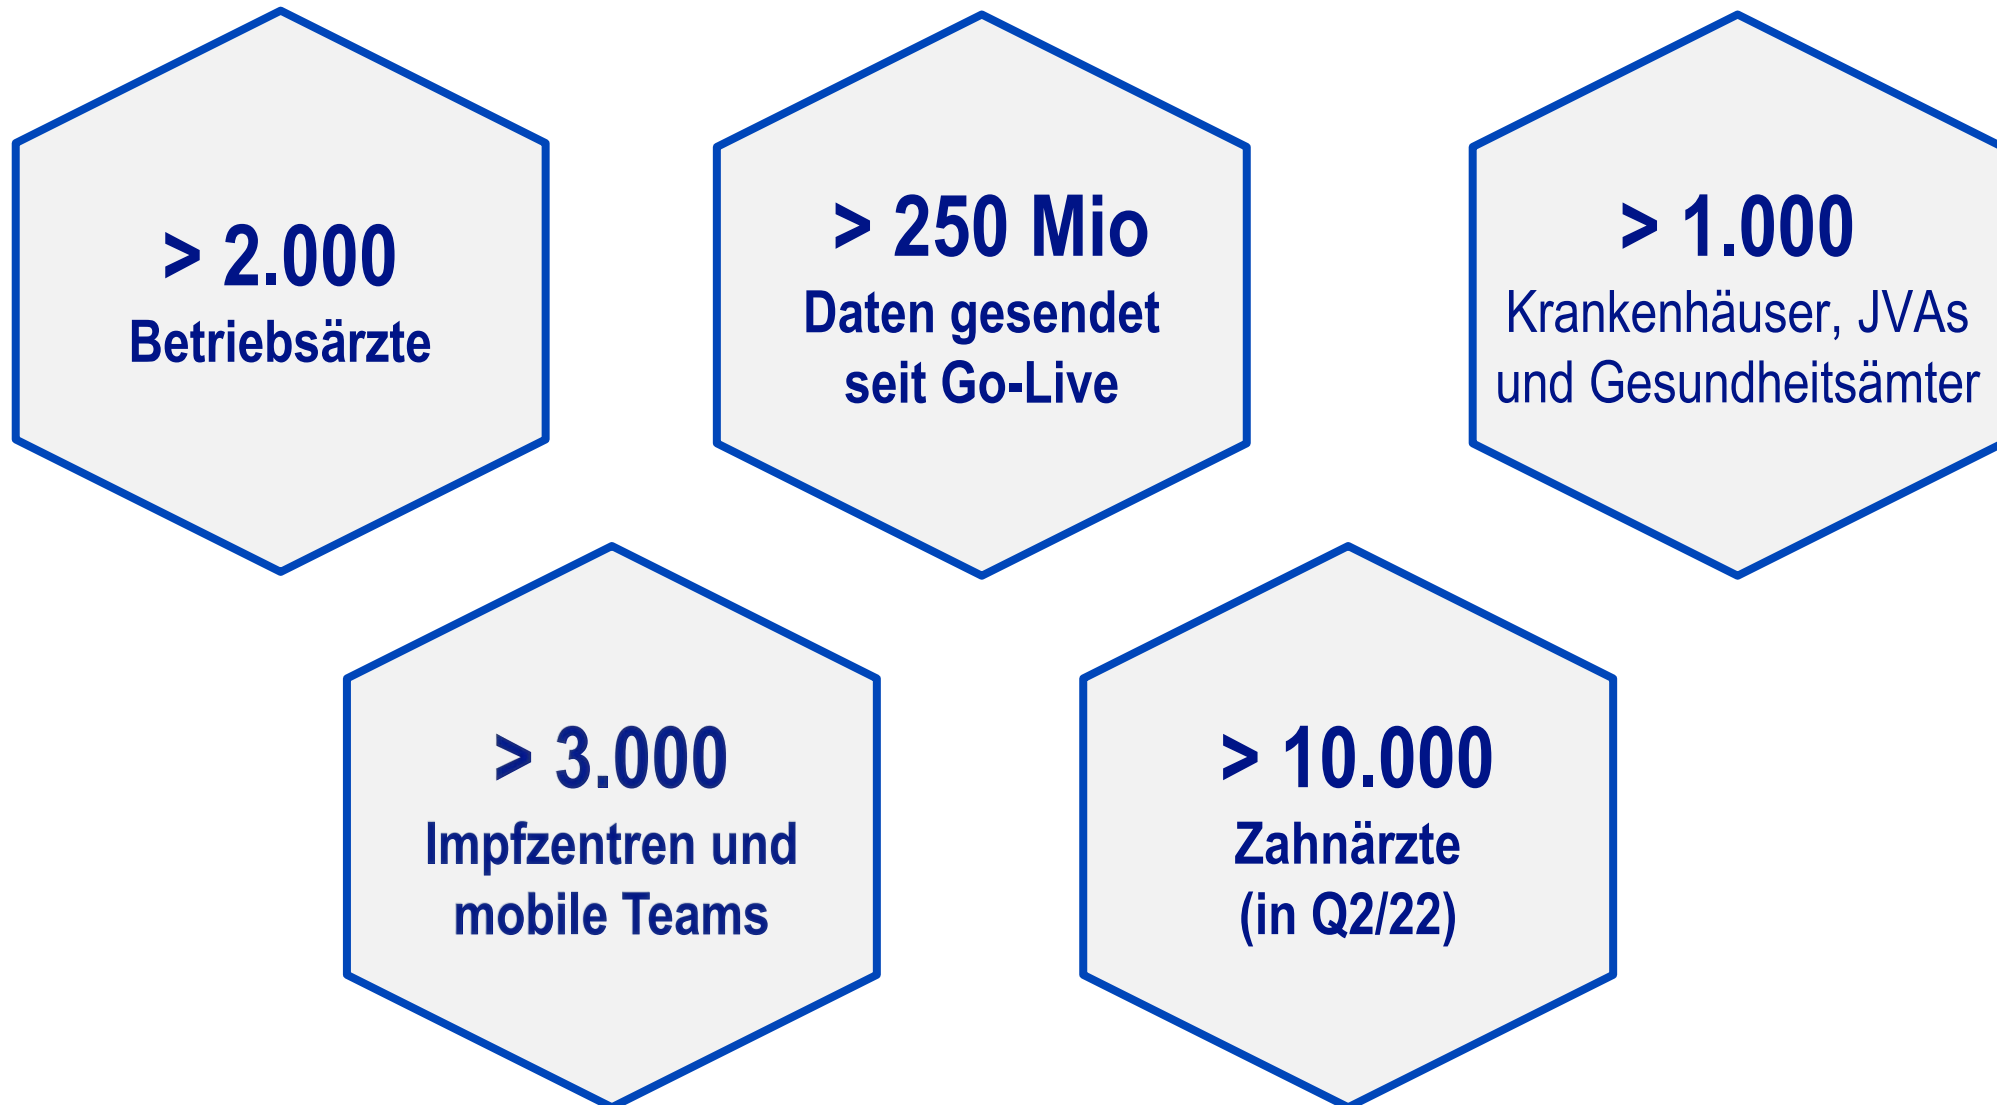 > 2.000
Betriebsärzte
> 250 Mio
Daten gesendet
seit Go-Live
> 1.000
Krankenhäuser, JVAs
und Gesundheitsämter
> 3.000
Impfzentren und
mobile Teams
> 10.000
Zahnärzte
(in Q2/22)